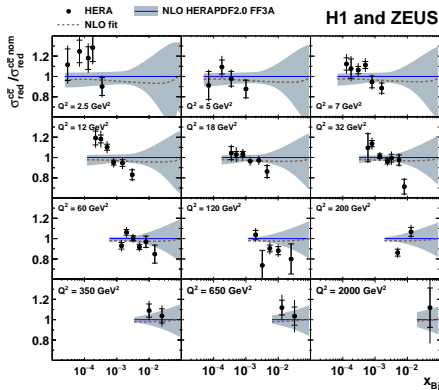 HERA
NLO HERAPDF2.0 FF3A
H1 and ZEUS
NLO fit
σ_red^cc̄ / σ_red^cc̄ nom
1.4
1.2
1
0.8
Q² = 2.5 GeV²
Q² = 5 GeV²
Q² = 7 GeV²
1.2
1
0.8
Q² = 12 GeV²
Q² = 18 GeV²
Q² = 32 GeV²
1.2
1
0.8
Q² = 60 GeV²
Q² = 120 GeV²
Q² = 200 GeV²
1.2
1
0.8
Q² = 350 GeV²
Q² = 650 GeV²
Q² = 2000 GeV²
10⁻⁴ 10⁻³ 10⁻² 10⁻⁴ 10⁻³ 10⁻² 10⁻⁴ 10⁻³ 10⁻²
x_Bj